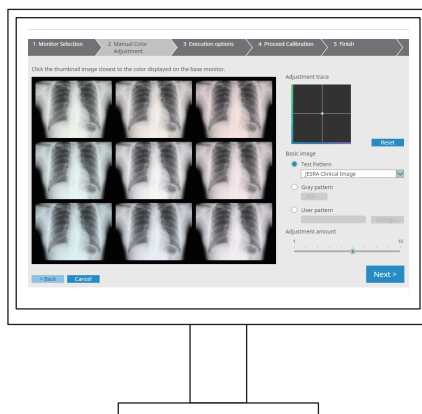 1 Monitor Selection
2 Manual Color
Adjustment
3 Execution options
4 Proceed Calibration
5 Finish
Click the thumbnail image closest to the color displayed on the base monitor.
Adjustment trace
Reset
Basic image
Test Pattern
JESRA Clinical Image
Gray pattern
User pattern
Adjustment amount
1
10
< Back
Cancel
Next >